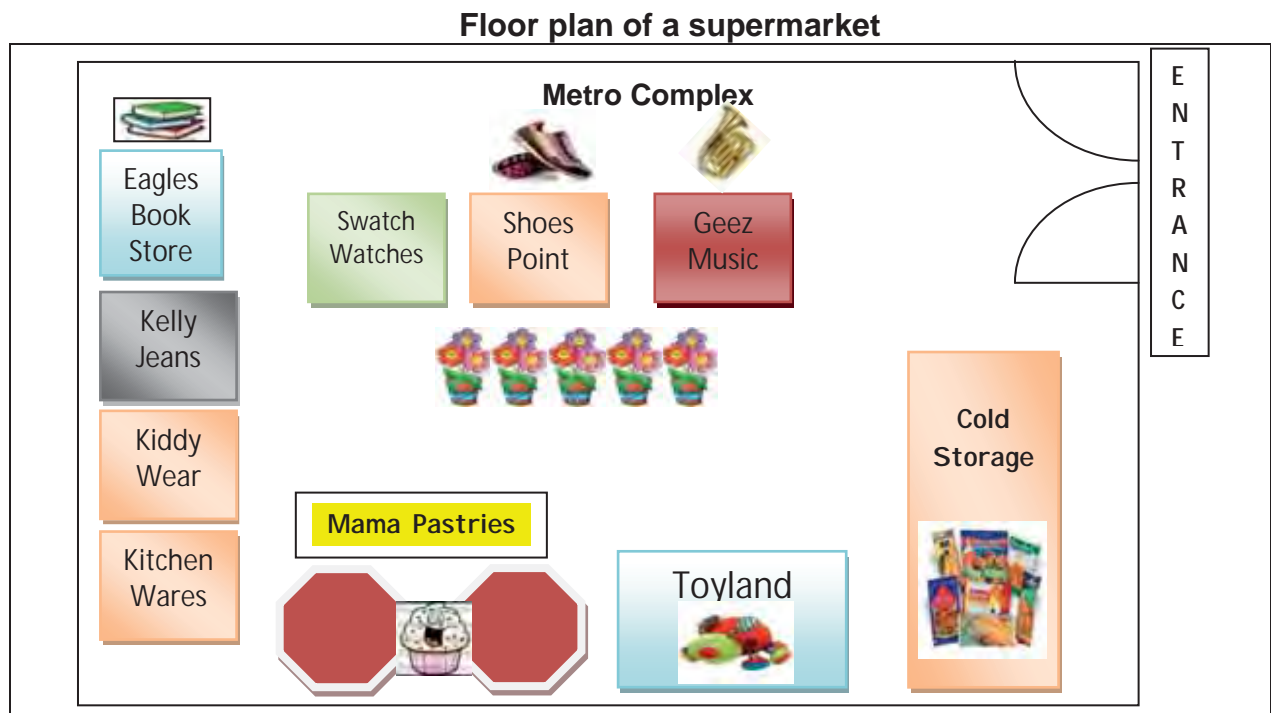 Floor plan of a supermarket
Metro Complex
ENTRANCE
Eagles
Book
Store
Swatch
Watches
Shoes
Point
Geez
Music
Kelly
Jeans
Kiddy
Wear
Cold
Storage
Mama Pastries
Kitchen
Wares
Toyland